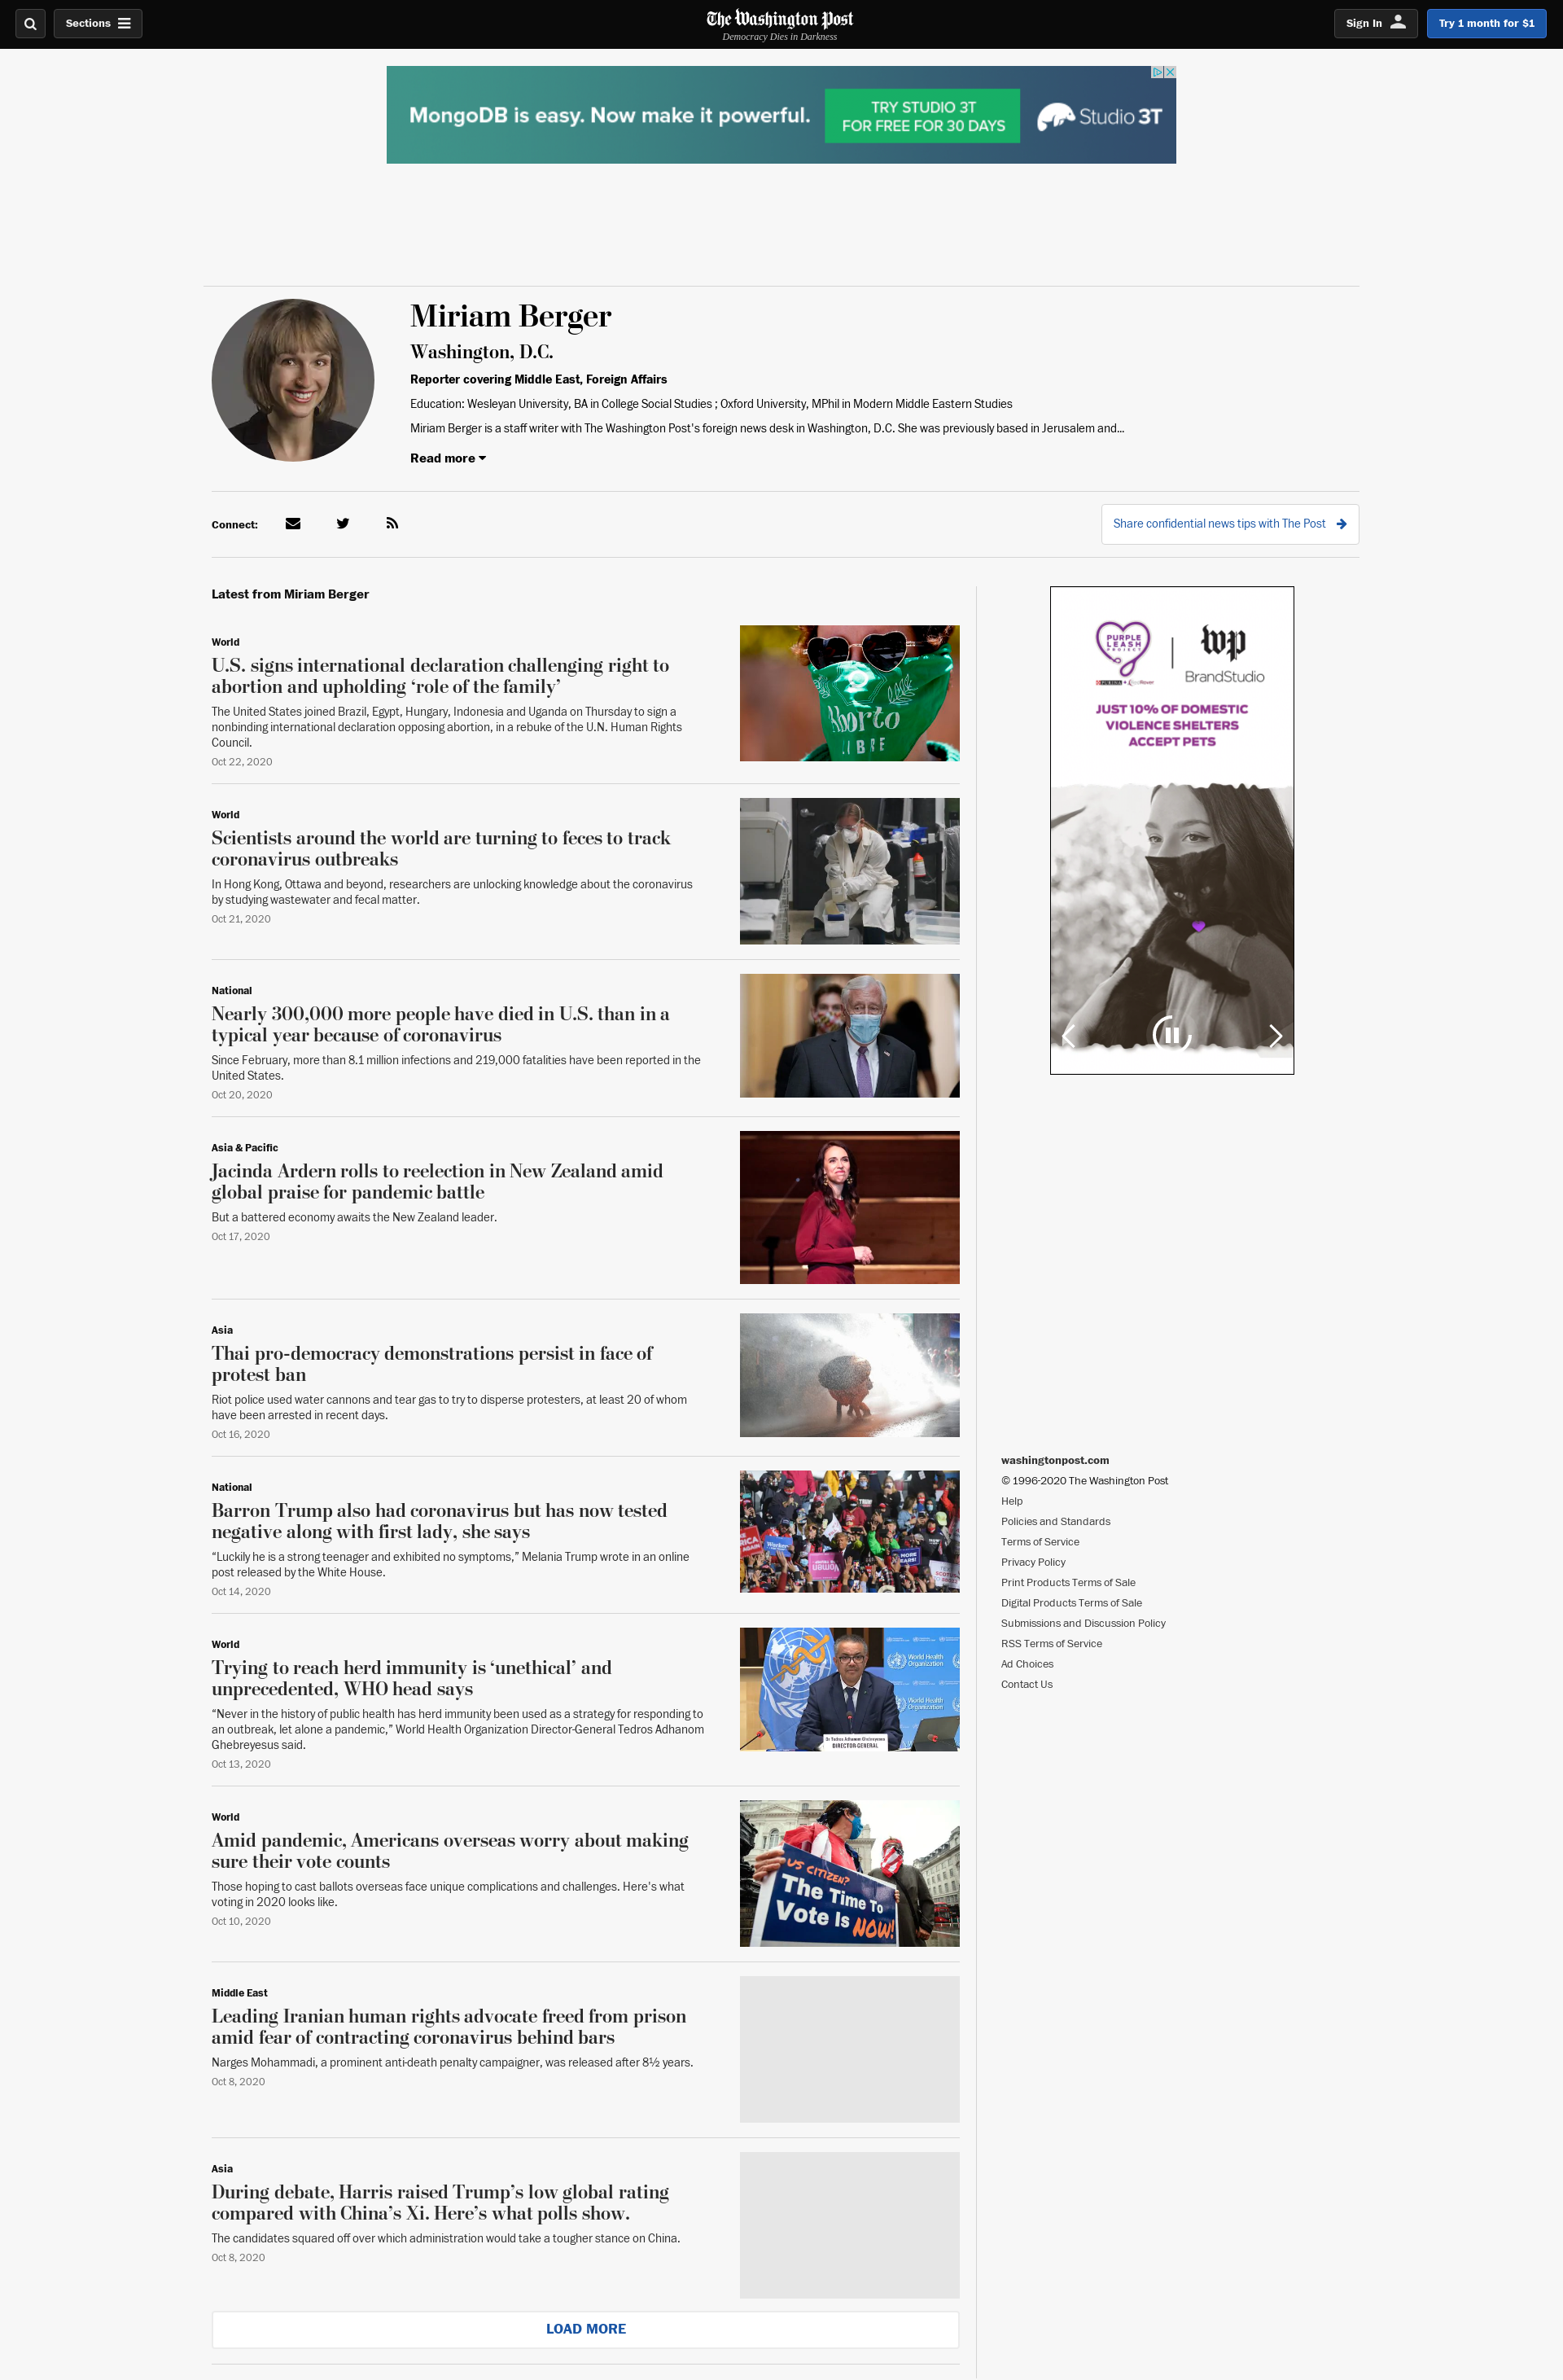 Sections
The Washington Post
Democracy Dies in Darkness
Sign In
Try 1 month for $1
MongoDB is easy. Now make it powerful.
TRY STUDIO 3T
FOR FREE FOR 30 DAYS
Studio 3T
Miriam Berger
Washington, D.C.
Reporter covering Middle East, Foreign Affairs
Education: Wesleyan University, BA in College Social Studies ; Oxford University, MPhil in Modern Middle Eastern Studies
Miriam Berger is a staff writer with The Washington Post's foreign news desk in Washington, D.C. She was previously based in Jerusalem and...
Read more
Connect:
Share confidential news tips with The Post
Latest from Miriam Berger
World
U.S. signs international declaration challenging right to
abortion and upholding ‘role of the family’
The United States joined Brazil, Egypt, Hungary, Indonesia and Uganda on Thursday to sign a
nonbinding international declaration opposing abortion, in a rebuke of the U.N. Human Rights
Council.
Oct 22, 2020
Aborto
LIBRE
World
Scientists around the world are turning to feces to track
coronavirus outbreaks
In Hong Kong, Ottawa and beyond, researchers are unlocking knowledge about the coronavirus
by studying wastewater and fecal matter.
Oct 21, 2020
National
Nearly 300,000 more people have died in U.S. than in a
typical year because of coronavirus
Since February, more than 8.1 million infections and 219,000 fatalities have been reported in the
United States.
Oct 20, 2020
Asia & Pacific
Jacinda Ardern rolls to reelection in New Zealand amid
global praise for pandemic battle
But a battered economy awaits the New Zealand leader.
Oct 17, 2020
Asia
Thai pro-democracy demonstrations persist in face of
protest ban
Riot police used water cannons and tear gas to try to disperse protesters, at least 20 of whom
have been arrested in recent days.
Oct 16, 2020
National
Barron Trump also had coronavirus but has now tested
negative along with first lady, she says
“Luckily he is a strong teenager and exhibited no symptoms,” Melania Trump wrote in an online
post released by the White House.
Oct 14, 2020
World
Trying to reach herd immunity is ‘unethical’ and
unprecedented, WHO head says
“Never in the history of public health has herd immunity been used as a strategy for responding to
an outbreak, let alone a pandemic,” World Health Organization Director-General Tedros Adhanom
Ghebreyesus said.
Oct 13, 2020
World Health
Organization
World Health
Organization
Dr Tedros Adhanom Ghebreyesus
DIRECTOR-GENERAL
World
Amid pandemic, Americans overseas worry about making
sure their vote counts
Those hoping to cast ballots overseas face unique complications and challenges. Here's what
voting in 2020 looks like.
Oct 10, 2020
US CITIZEN?
The Time To
Vote Is NOW!
Middle East
Leading Iranian human rights advocate freed from prison
amid fear of contracting coronavirus behind bars
Narges Mohammadi, a prominent anti-death penalty campaigner, was released after 8½ years.
Oct 8, 2020
Asia
During debate, Harris raised Trump’s low global rating
compared with China’s Xi. Here’s what polls show.
The candidates squared off over which administration would take a tougher stance on China.
Oct 8, 2020
LOAD MORE
PURPLE
LEASH
PROJECT
PURINA
wp
BrandStudio
JUST 10% OF DOMESTIC
VIOLENCE SHELTERS
ACCEPT PETS
washingtonpost.com
© 1996-2020 The Washington Post
Help
Policies and Standards
Terms of Service
Privacy Policy
Print Products Terms of Sale
Digital Products Terms of Sale
Submissions and Discussion Policy
RSS Terms of Service
Ad Choices
Contact Us